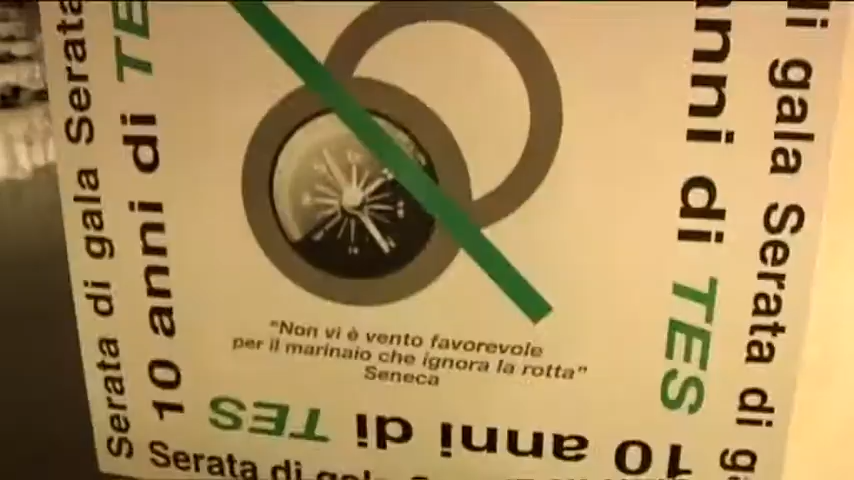 Serata di gala Serata
10 anni di TE
"Non vi è vento favorevole
per il marinaio che ignora la rotta"
Seneca
10 anni di TES
Serata di gala
anni di TES
di gala Serata di